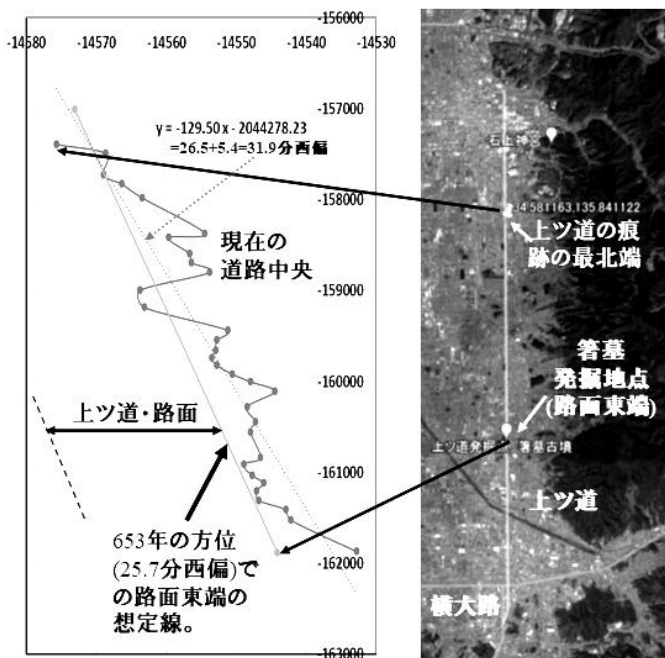 -156000
-14580
-14570
-14560
-14550
-14540
-14530
-157000
y = -129.50 x - 2044278.23
=26.5+5.4=31.9分西偏
-158000
現在の
道路中央
-159000
-160000
上ツ道・路面
-161000
653年の方位
(25.7分西偏)で
の路面東端の
想定線。
-162000
-163000
石上神宮
34.581163,135.841122
上ツ道の痕
跡の最北端
箸墓
発掘地点
(路面東端)
上ツ道発掘
箸墓古墳
上ツ道
横大路